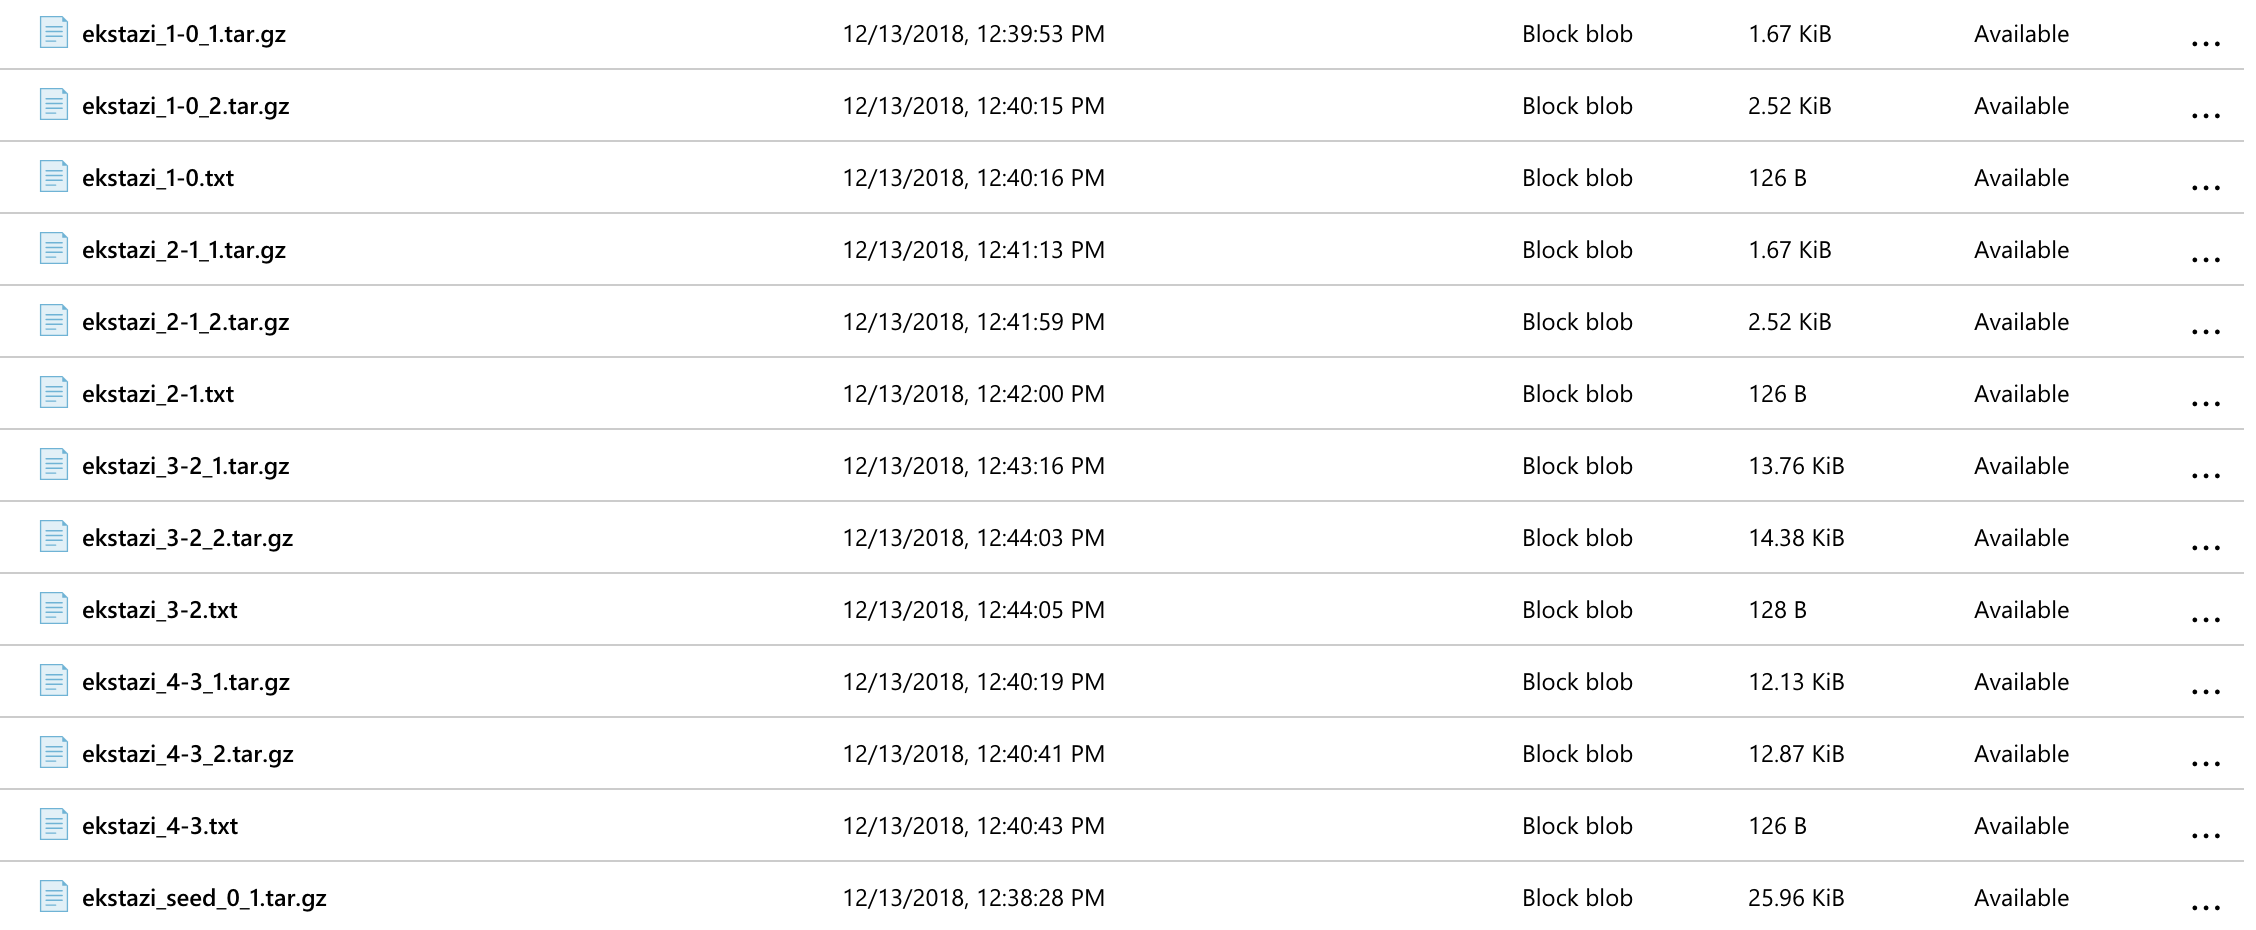 ekstazi_1-0_1.tar.gz 12/13/2018, 12:39:53 PM Block blob 1.67 KiB Available ...
ekstazi_1-0_2.tar.gz 12/13/2018, 12:40:15 PM Block blob 2.52 KiB Available ...
ekstazi_1-0.txt 12/13/2018, 12:40:16 PM Block blob 126 B Available ...
ekstazi_2-1_1.tar.gz 12/13/2018, 12:41:13 PM Block blob 1.67 KiB Available ...
ekstazi_2-1_2.tar.gz 12/13/2018, 12:41:59 PM Block blob 2.52 KiB Available ...
ekstazi_2-1.txt 12/13/2018, 12:42:00 PM Block blob 126 B Available ...
ekstazi_3-2_1.tar.gz 12/13/2018, 12:43:16 PM Block blob 13.76 KiB Available ...
ekstazi_3-2_2.tar.gz 12/13/2018, 12:44:03 PM Block blob 14.38 KiB Available ...
ekstazi_3-2.txt 12/13/2018, 12:44:05 PM Block blob 128 B Available ...
ekstazi_4-3_1.tar.gz 12/13/2018, 12:40:19 PM Block blob 12.13 KiB Available ...
ekstazi_4-3_2.tar.gz 12/13/2018, 12:40:41 PM Block blob 12.87 KiB Available ...
ekstazi_4-3.txt 12/13/2018, 12:40:43 PM Block blob 126 B Available ...
ekstazi_seed_0_1.tar.gz 12/13/2018, 12:38:28 PM Block blob 25.96 KiB Available ...